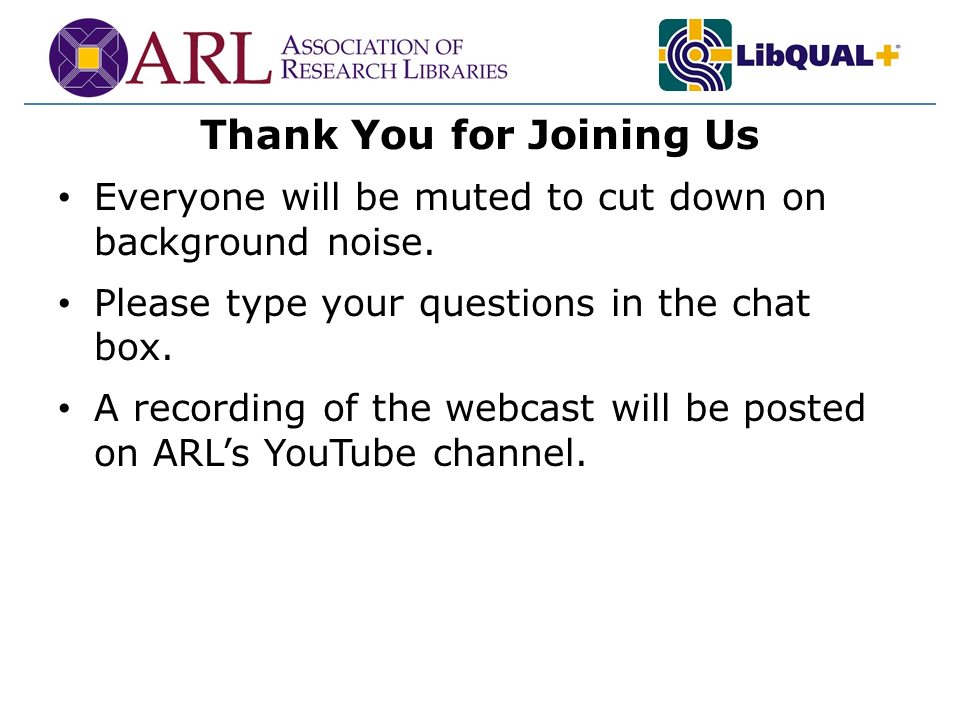 ARL ASSOCIATION OF
RESEARCH LIBRARIES
LibQUAL+®
Thank You for Joining Us
• Everyone will be muted to cut down on
background noise.
• Please type your questions in the chat
box.
• A recording of the webcast will be posted
on ARL’s YouTube channel.